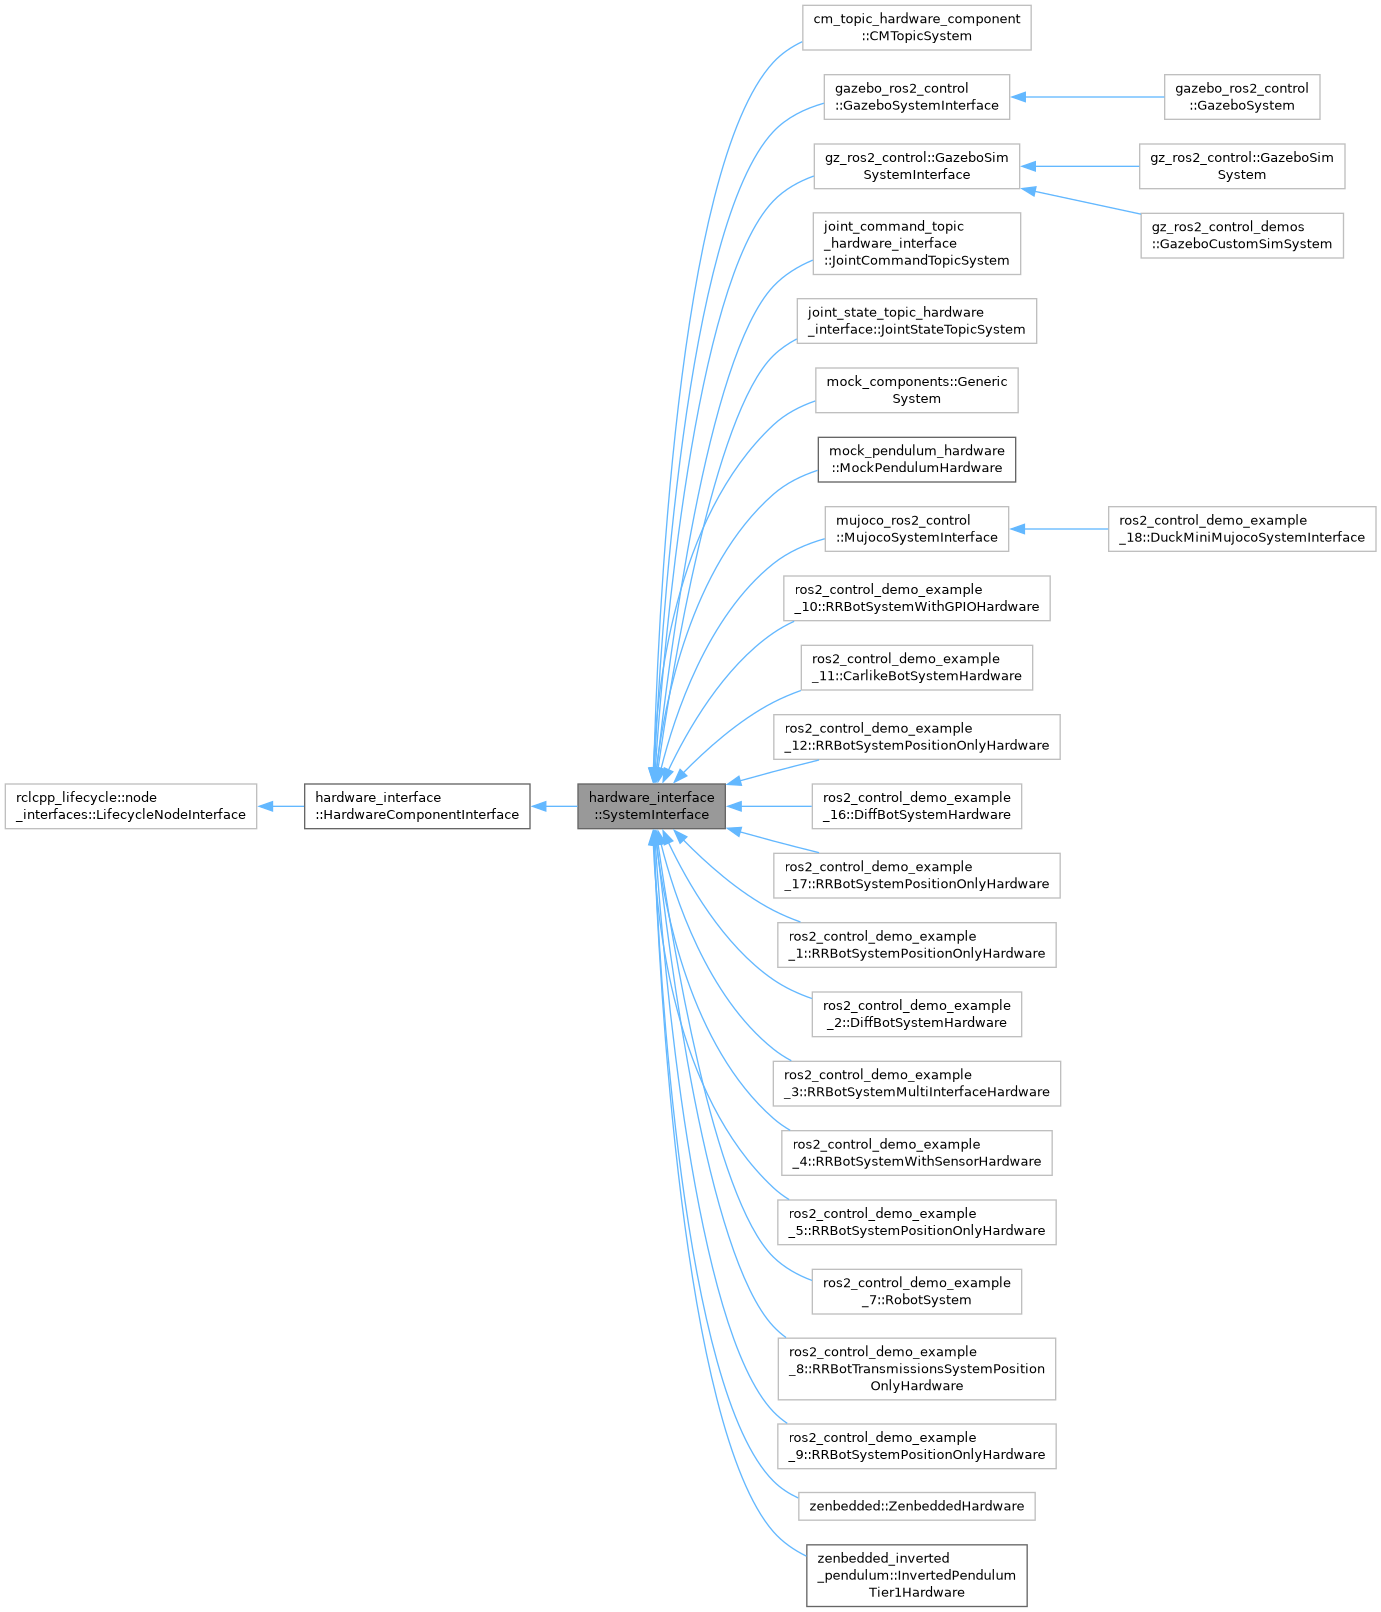 cm_topic_hardware_component
::CMTopicSystem
gazebo_ros2_control
::GazeboSystemInterface
gazebo_ros2_control
::GazeboSystem
gz_ros2_control::GazeboSim
SystemInterface
gz_ros2_control::GazeboSim
System
gz_ros2_control_demos
::GazeboCustomSimSystem
joint_command_topic
_hardware_interface
::JointCommandTopicSystem
joint_state_topic_hardware
_interface::JointStateTopicSystem
mock_components::Generic
System
mock_pendulum_hardware
::MockPendulumHardware
mujoco_ros2_control
::MujocoSystemInterface
ros2_control_demo_example
_18::DuckMiniMujocoSystemInterface
ros2_control_demo_example
_10::RRBotSystemWithGPIOHardware
ros2_control_demo_example
_11::CarlikeBotSystemHardware
ros2_control_demo_example
_12::RRBotSystemPositionOnlyHardware
rclcpp_lifecycle::node
_interfaces::LifecycleNodeInterface
hardware_interface
::HardwareComponentInterface
hardware_interface
::SystemInterface
ros2_control_demo_example
_16::DiffBotSystemHardware
ros2_control_demo_example
_17::RRBotSystemPositionOnlyHardware
ros2_control_demo_example
_1::RRBotSystemPositionOnlyHardware
ros2_control_demo_example
_2::DiffBotSystemHardware
ros2_control_demo_example
_3::RRBotSystemMultiInterfaceHardware
ros2_control_demo_example
_4::RRBotSystemWithSensorHardware
ros2_control_demo_example
_5::RRBotSystemPositionOnlyHardware
ros2_control_demo_example
_7::RobotSystem
ros2_control_demo_example
_8::RRBotTransmissionsSystemPosition
OnlyHardware
ros2_control_demo_example
_9::RRBotSystemPositionOnlyHardware
zenbedded::ZenbeddedHardware
zenbedded_inverted
_pendulum::InvertedPendulum
Tier1Hardware